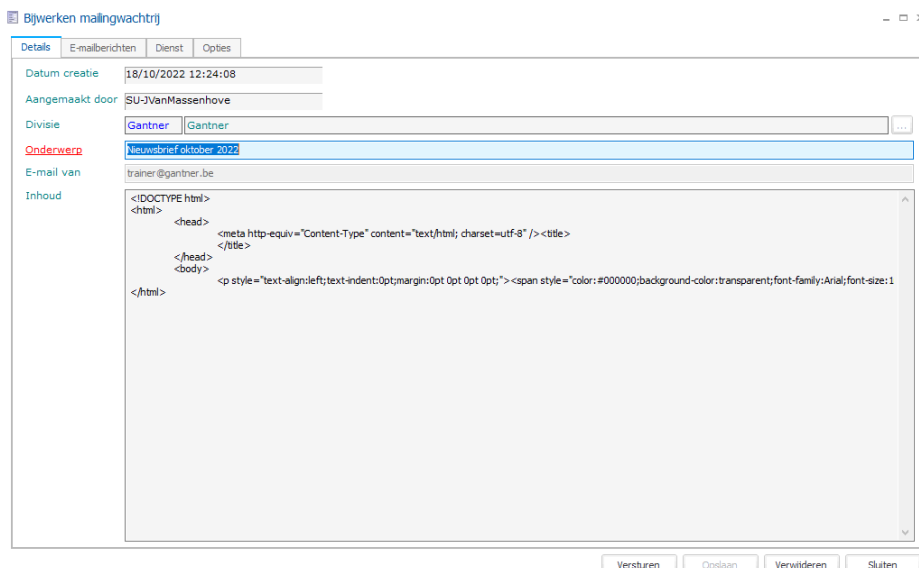 Bijwerken mailingwachtrij
Details E-mailberichten Dienst Opties
Datum creatie 18/10/2022 12:24:08
Aangemaakt door SU-JVanMassenhove
Divisie Gantner Gantner ...
Onderwerp Nieuwsbrief oktober 2022
E-mail van trainer@gantner.be
Inhoud <!DOCTYPE html>
<html>
<head>
<meta http-equiv="Content-Type" content="text/html; charset=utf-8" /><title>
</title>
</head>
<body>
<p style="text-align:left;text-indent:0pt;margin:0pt 0pt 0pt 0pt;"><span style="color:#000000;background-color:transparent;font-family:Arial;font-size:1
</html>
Versturen Opslaan Verwijderen Sluiten